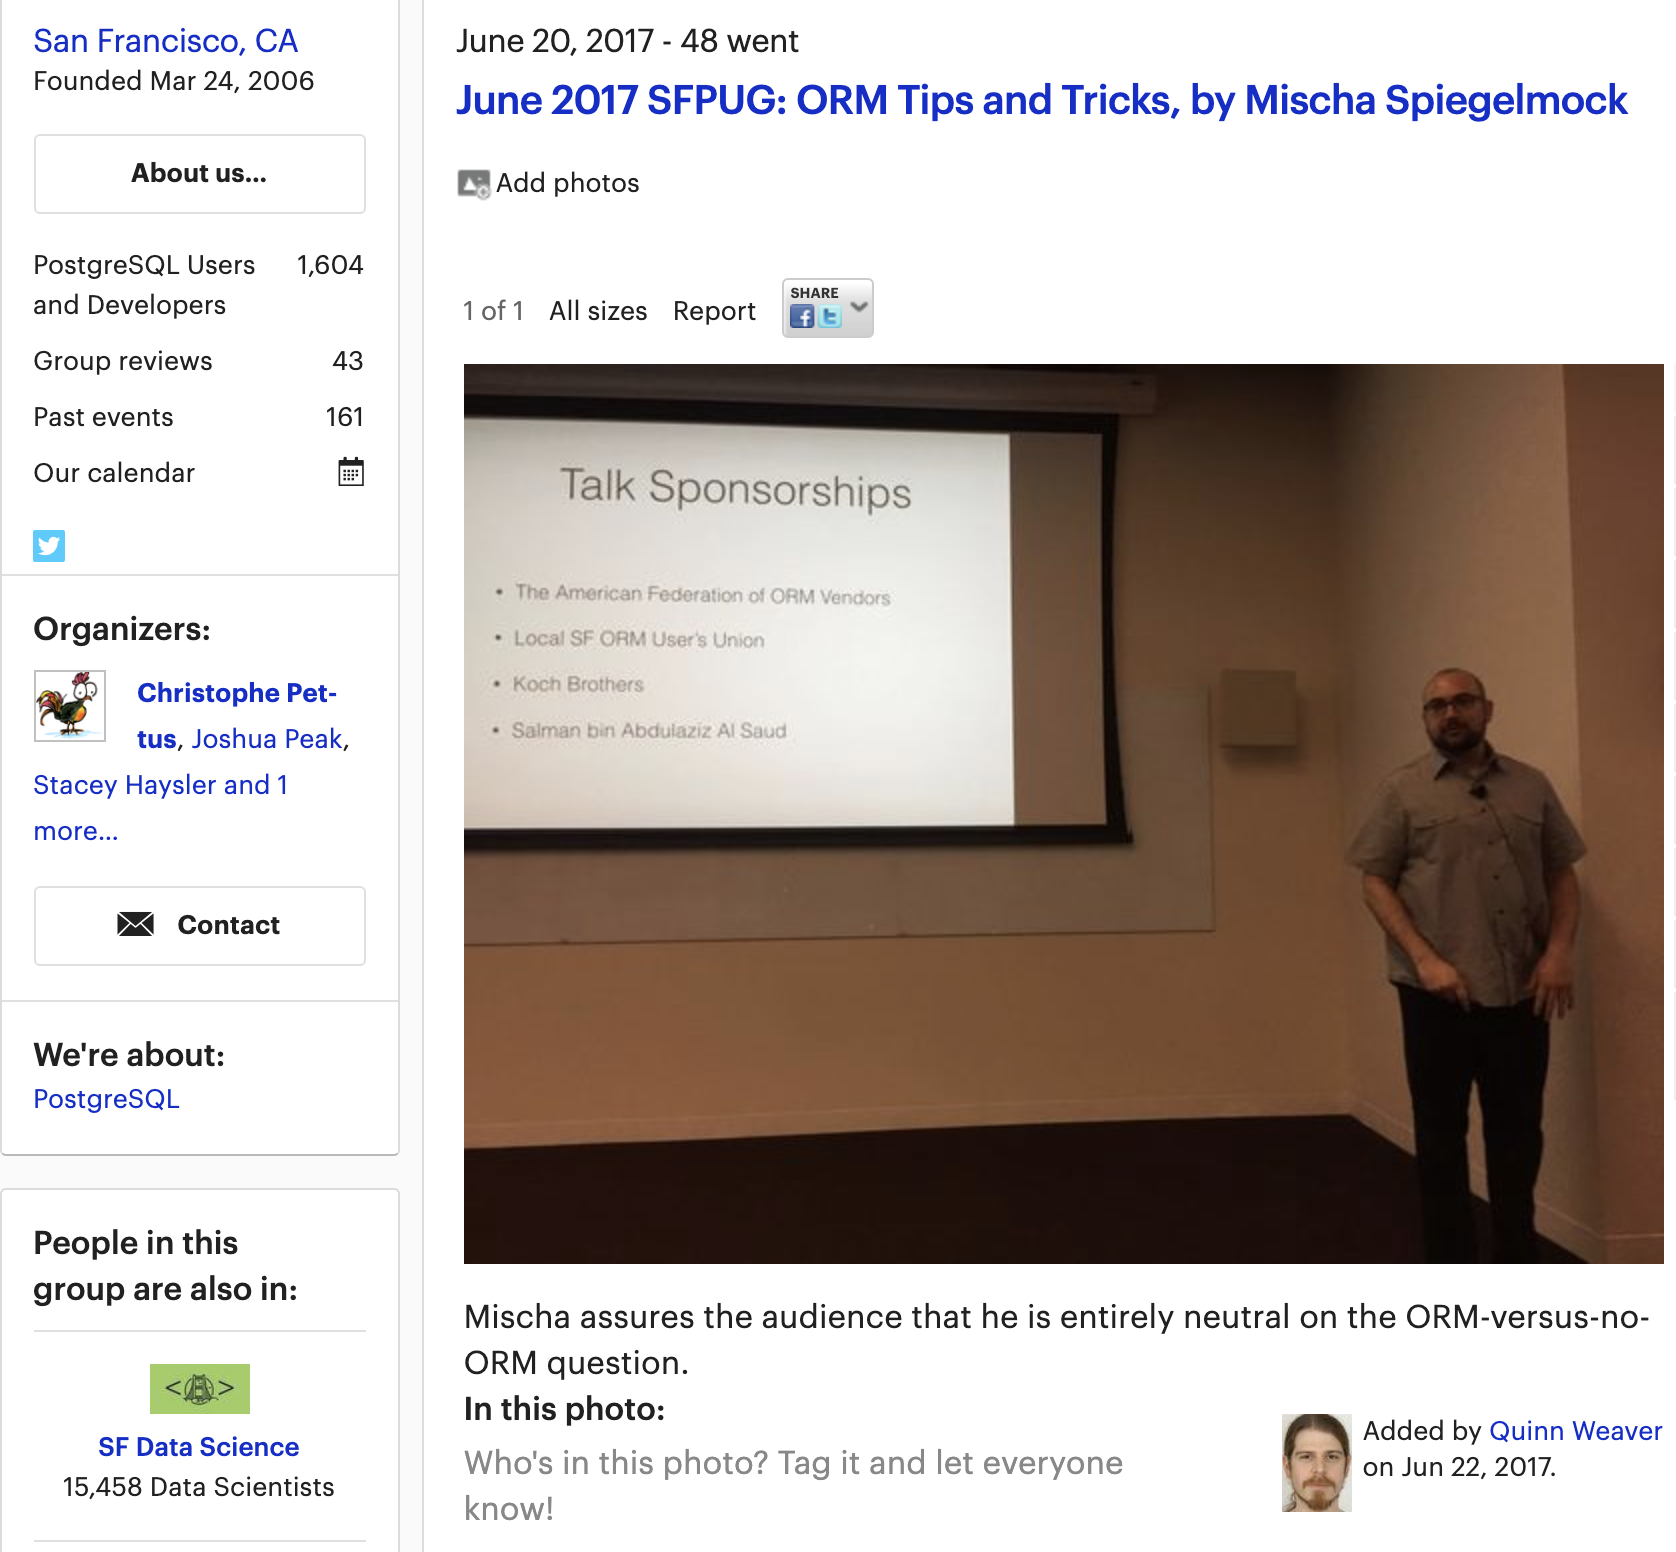 San Francisco, CA
Founded Mar 24, 2006
About us...
PostgreSQL Users 1,604
and Developers
Group reviews 43
Past events 161
Our calendar
Organizers:
Christophe Pet-
tus, Joshua Peak,
Stacey Haysler and 1
more...
Contact
We're about:
PostgreSQL
People in this
group are also in:
< >
SF Data Science
15,458 Data Scientists
June 20, 2017 - 48 went
June 2017 SFPUG: ORM Tips and Tricks, by Mischa Spiegelmock
Add photos
1 of 1 All sizes Report SHARE
Talk Sponsorships
• The American Federation of ORM Vendors
• Local SF ORM User's Union
• Koch Brothers
• Salman bin Abdulaziz Al Saud
Mischa assures the audience that he is entirely neutral on the ORM-versus-no-
ORM question.
In this photo:
Who's in this photo? Tag it and let everyone
know!
Added by Quinn Weaver
on Jun 22, 2017.